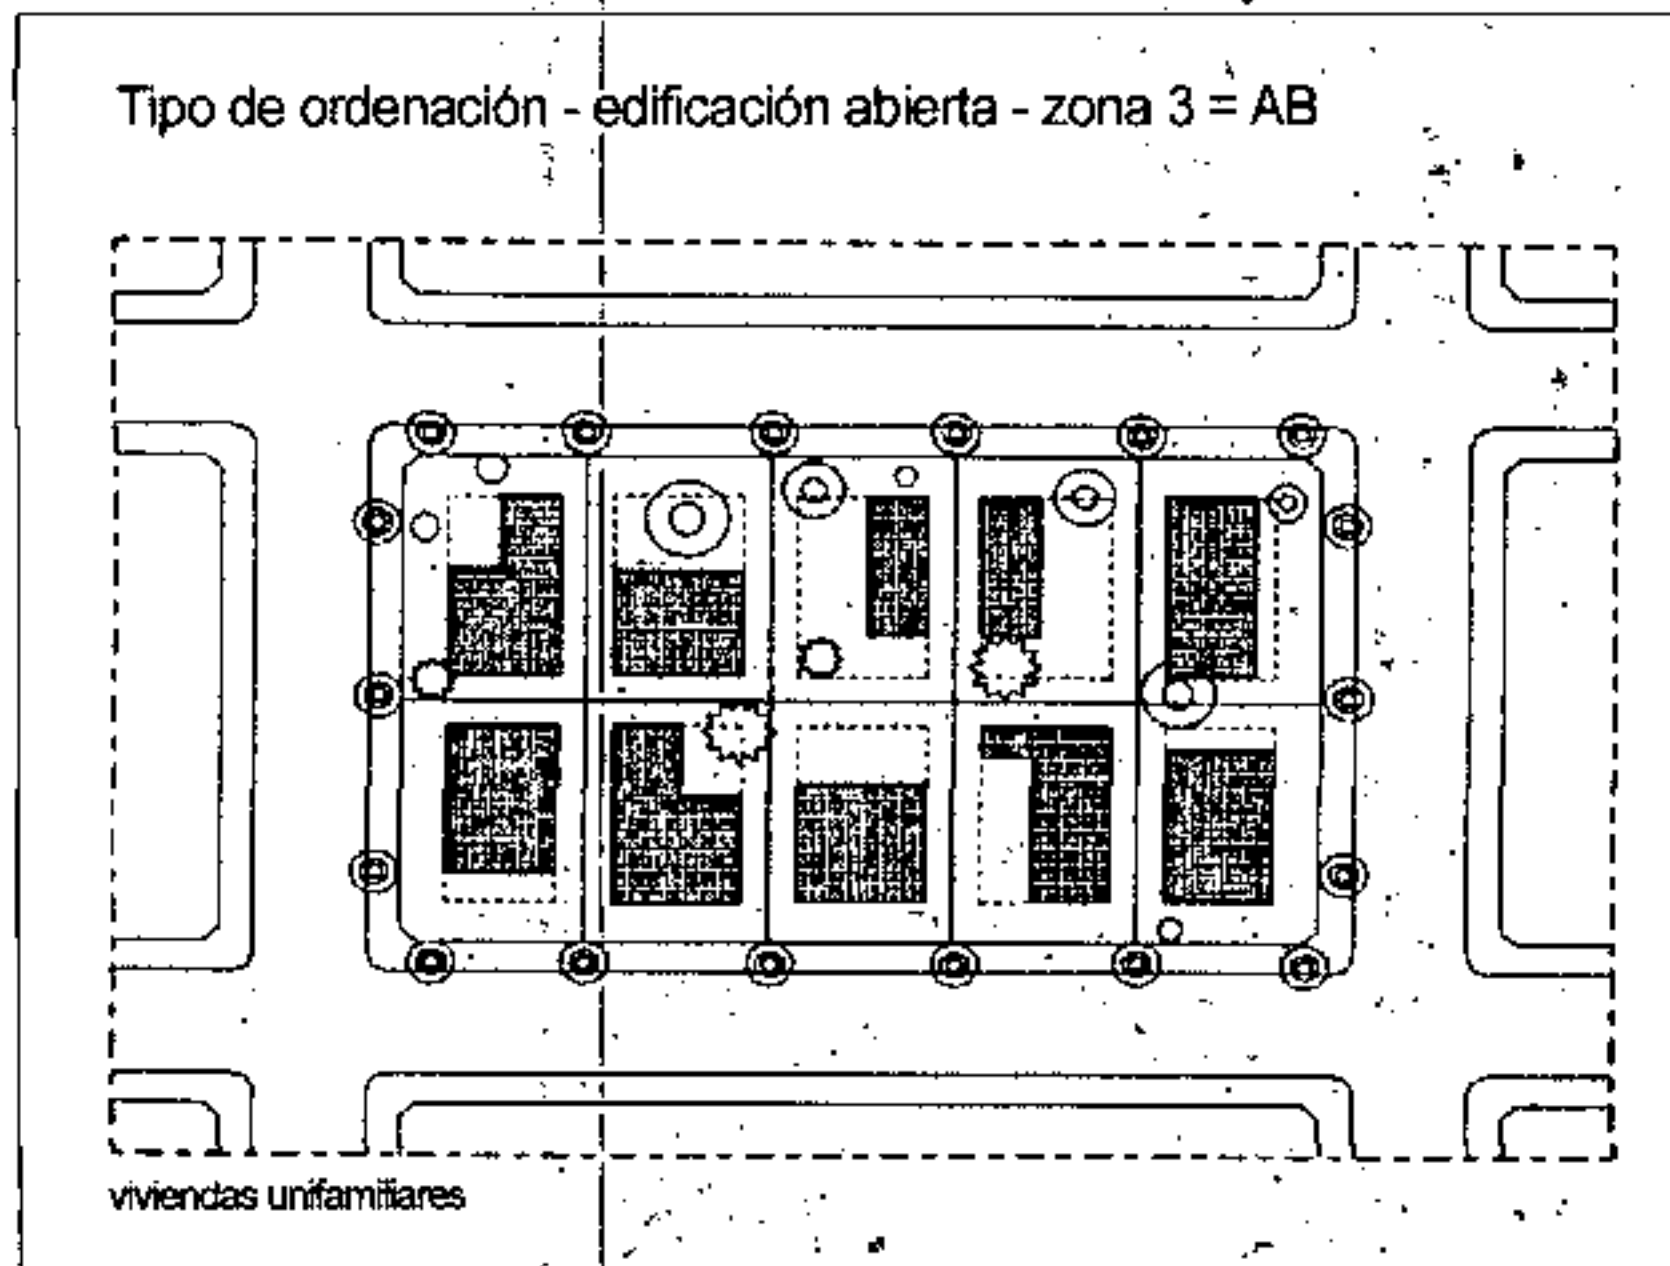 Tipo de ordenación - edificación abierta - zona 3 = AB
viviendas unifamiliares